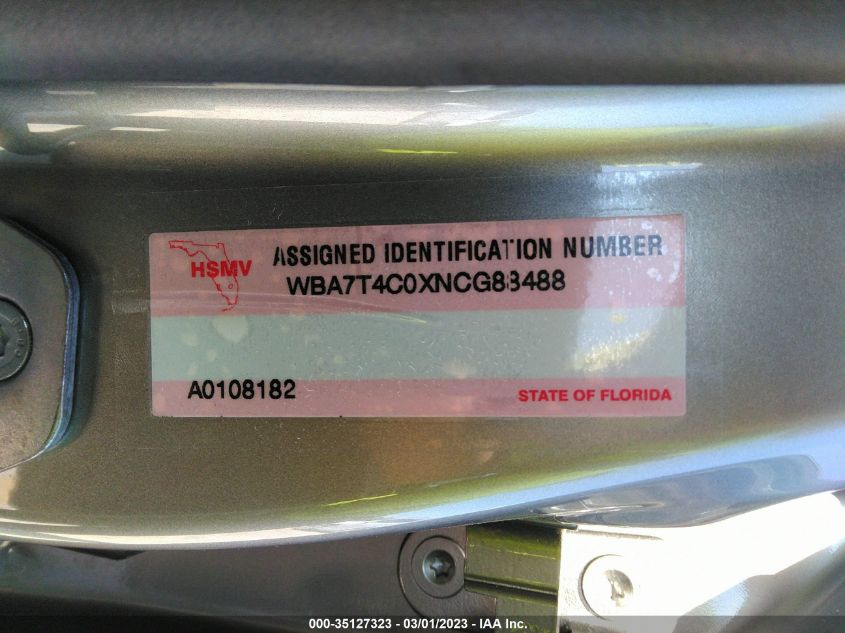 HSMV
ASSIGNED IDENTIFICATION NUMBER
WBA7T4C0XNCG88488
A0108182
STATE OF FLORIDA
000-35127323 - 03/01/2023 - IAA Inc.